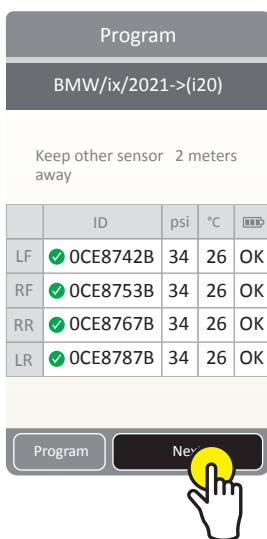 Program
BMW/ix/2021->(i20)
Keep other sensor 2 meters
away
ID psi °C
LF 0CE8742B 34 26 OK
RF 0CE8753B 34 26 OK
RR 0CE8767B 34 26 OK
LR 0CE8787B 34 26 OK
Program